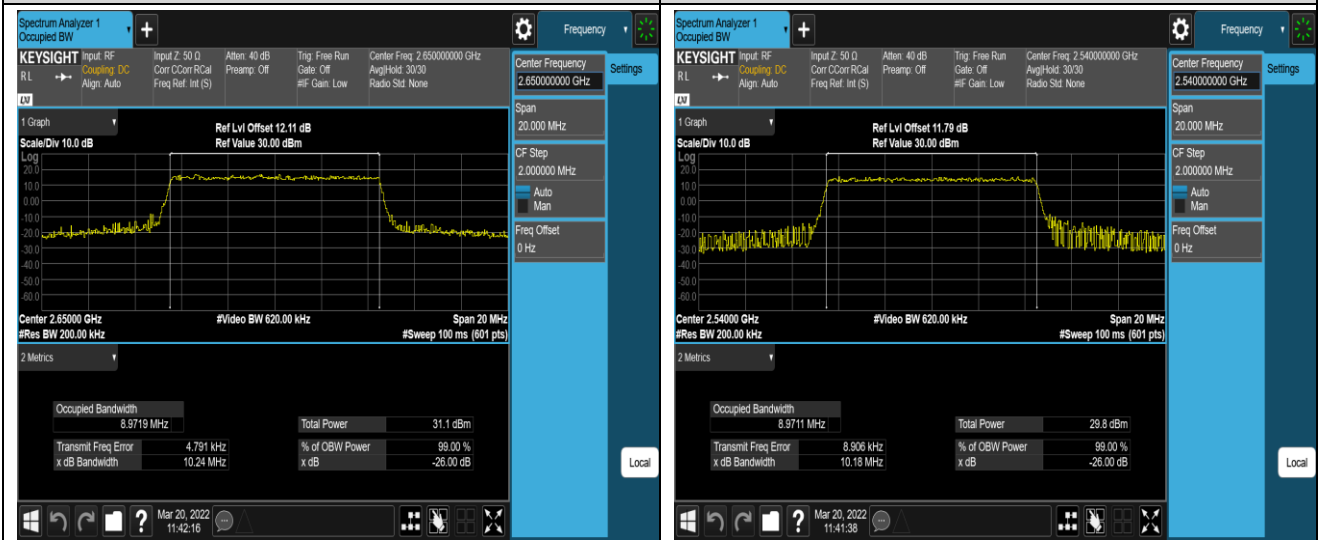 Spectrum Analyzer 1
Occupied BW
+
Frequency
KEYSIGHT Input: RF
Coupling: DC
Align: Auto
R L
LXI
Input Z: 50 Ω
Corr CCorr RCal
Freq Ref: Int (S)
Atten: 40 dB
Preamp: Off
Trig: Free Run
Gate: Off
#IF Gain: Low
Center Freq: 2.650000000 GHz
Avg|Hold: 30/30
Radio Std: None
Center Frequency
2.650000000 GHz
Settings
Span
20.000 MHz
CF Step
2.000000 MHz
Auto
Man
Freq Offset
0 Hz
Local
1 Graph
Scale/Div 10.0 dB
Ref Lvl Offset 12.11 dB
Ref Value 30.00 dBm
Log
20.0
10.0
0.00
-10.0
-20.0
-30.0
-40.0
-50.0
-60.0
Center 2.65000 GHz
#Res BW 200.00 kHz
#Video BW 620.00 kHz
Span 20 MHz
#Sweep 100 ms (601 pts)
2 Metrics
Occupied Bandwidth
8.9719 MHz
Total Power 31.1 dBm
Transmit Freq Error 4.791 kHz
% of OBW Power 99.00 %
x dB Bandwidth 10.24 MHz
x dB -26.00 dB
?
Mar 20, 2022
11:42:16
Spectrum Analyzer 1
Occupied BW
+
Frequency
KEYSIGHT Input: RF
Coupling: DC
Align: Auto
R L
LXI
Input Z: 50 Ω
Corr CCorr RCal
Freq Ref: Int (S)
Atten: 40 dB
Preamp: Off
Trig: Free Run
Gate: Off
#IF Gain: Low
Center Freq: 2.540000000 GHz
Avg|Hold: 30/30
Radio Std: None
Center Frequency
2.540000000 GHz
Settings
Span
20.000 MHz
CF Step
2.000000 MHz
Auto
Man
Freq Offset
0 Hz
Local
1 Graph
Scale/Div 10.0 dB
Ref Lvl Offset 11.79 dB
Ref Value 30.00 dBm
Log
20.0
10.0
0.00
-10.0
-20.0
-30.0
-40.0
-50.0
-60.0
Center 2.54000 GHz
#Res BW 200.00 kHz
#Video BW 620.00 kHz
Span 20 MHz
#Sweep 100 ms (601 pts)
2 Metrics
Occupied Bandwidth
8.9711 MHz
Total Power 29.8 dBm
Transmit Freq Error 8.906 kHz
% of OBW Power 99.00 %
x dB Bandwidth 10.18 MHz
x dB -26.00 dB
?
Mar 20, 2022
11:41:38